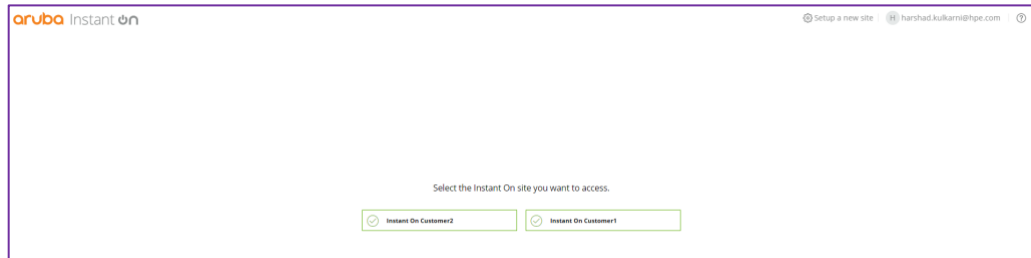 aruba Instant On
Setup a new site
H harshad.kulkarni@hpe.com
?
Select the Instant On site you want to access.
Instant On Customer2
Instant On Customer1